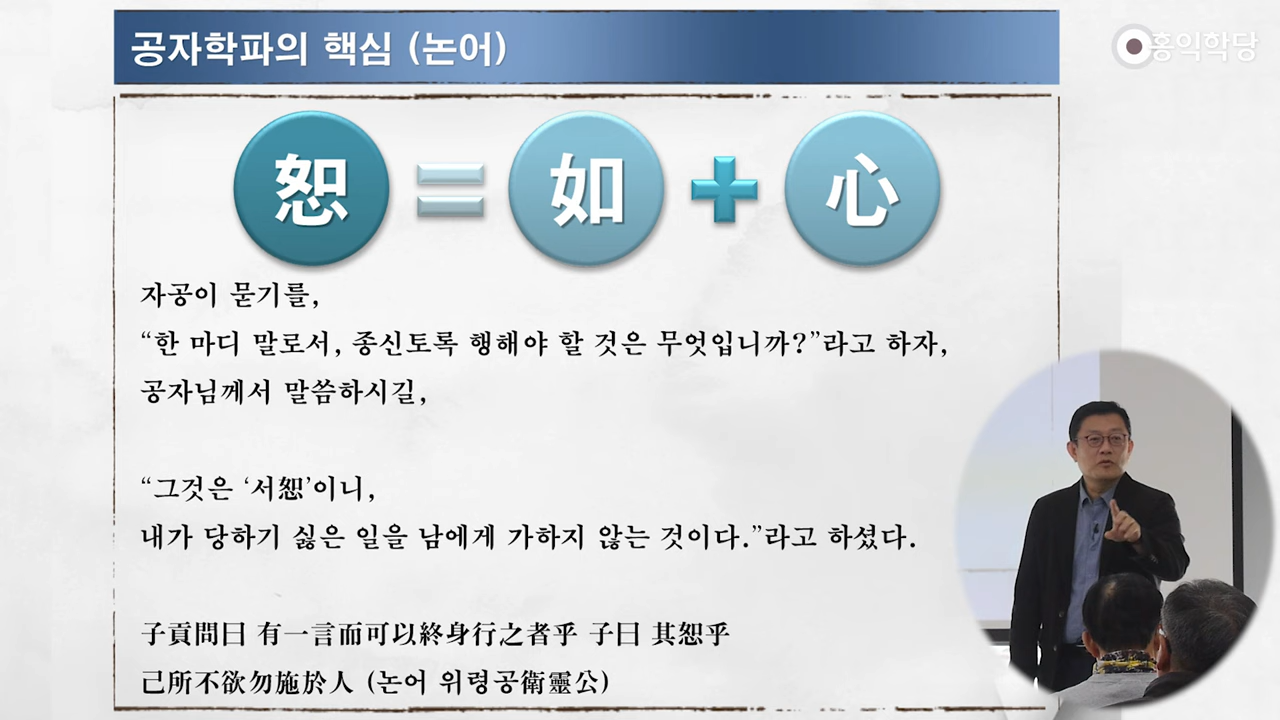 공자학파의 핵심 (논어)
홍익학당
恕 = 如 + 心
자공이 묻기를,
“한 마디 말로서, 종신토록 행해야 할 것은 무엇입니까?”라고 하자,
공자님께서 말씀하시길,
“그것은 ‘서恕’이니,
내가 당하기 싫은 일을 남에게 가하지 않는 것이다.”라고 하셨다.
子貢問曰 有一言而可以終身行之者乎 子曰 其恕乎
己所不欲勿施於人 (논어 위령공衛靈公)